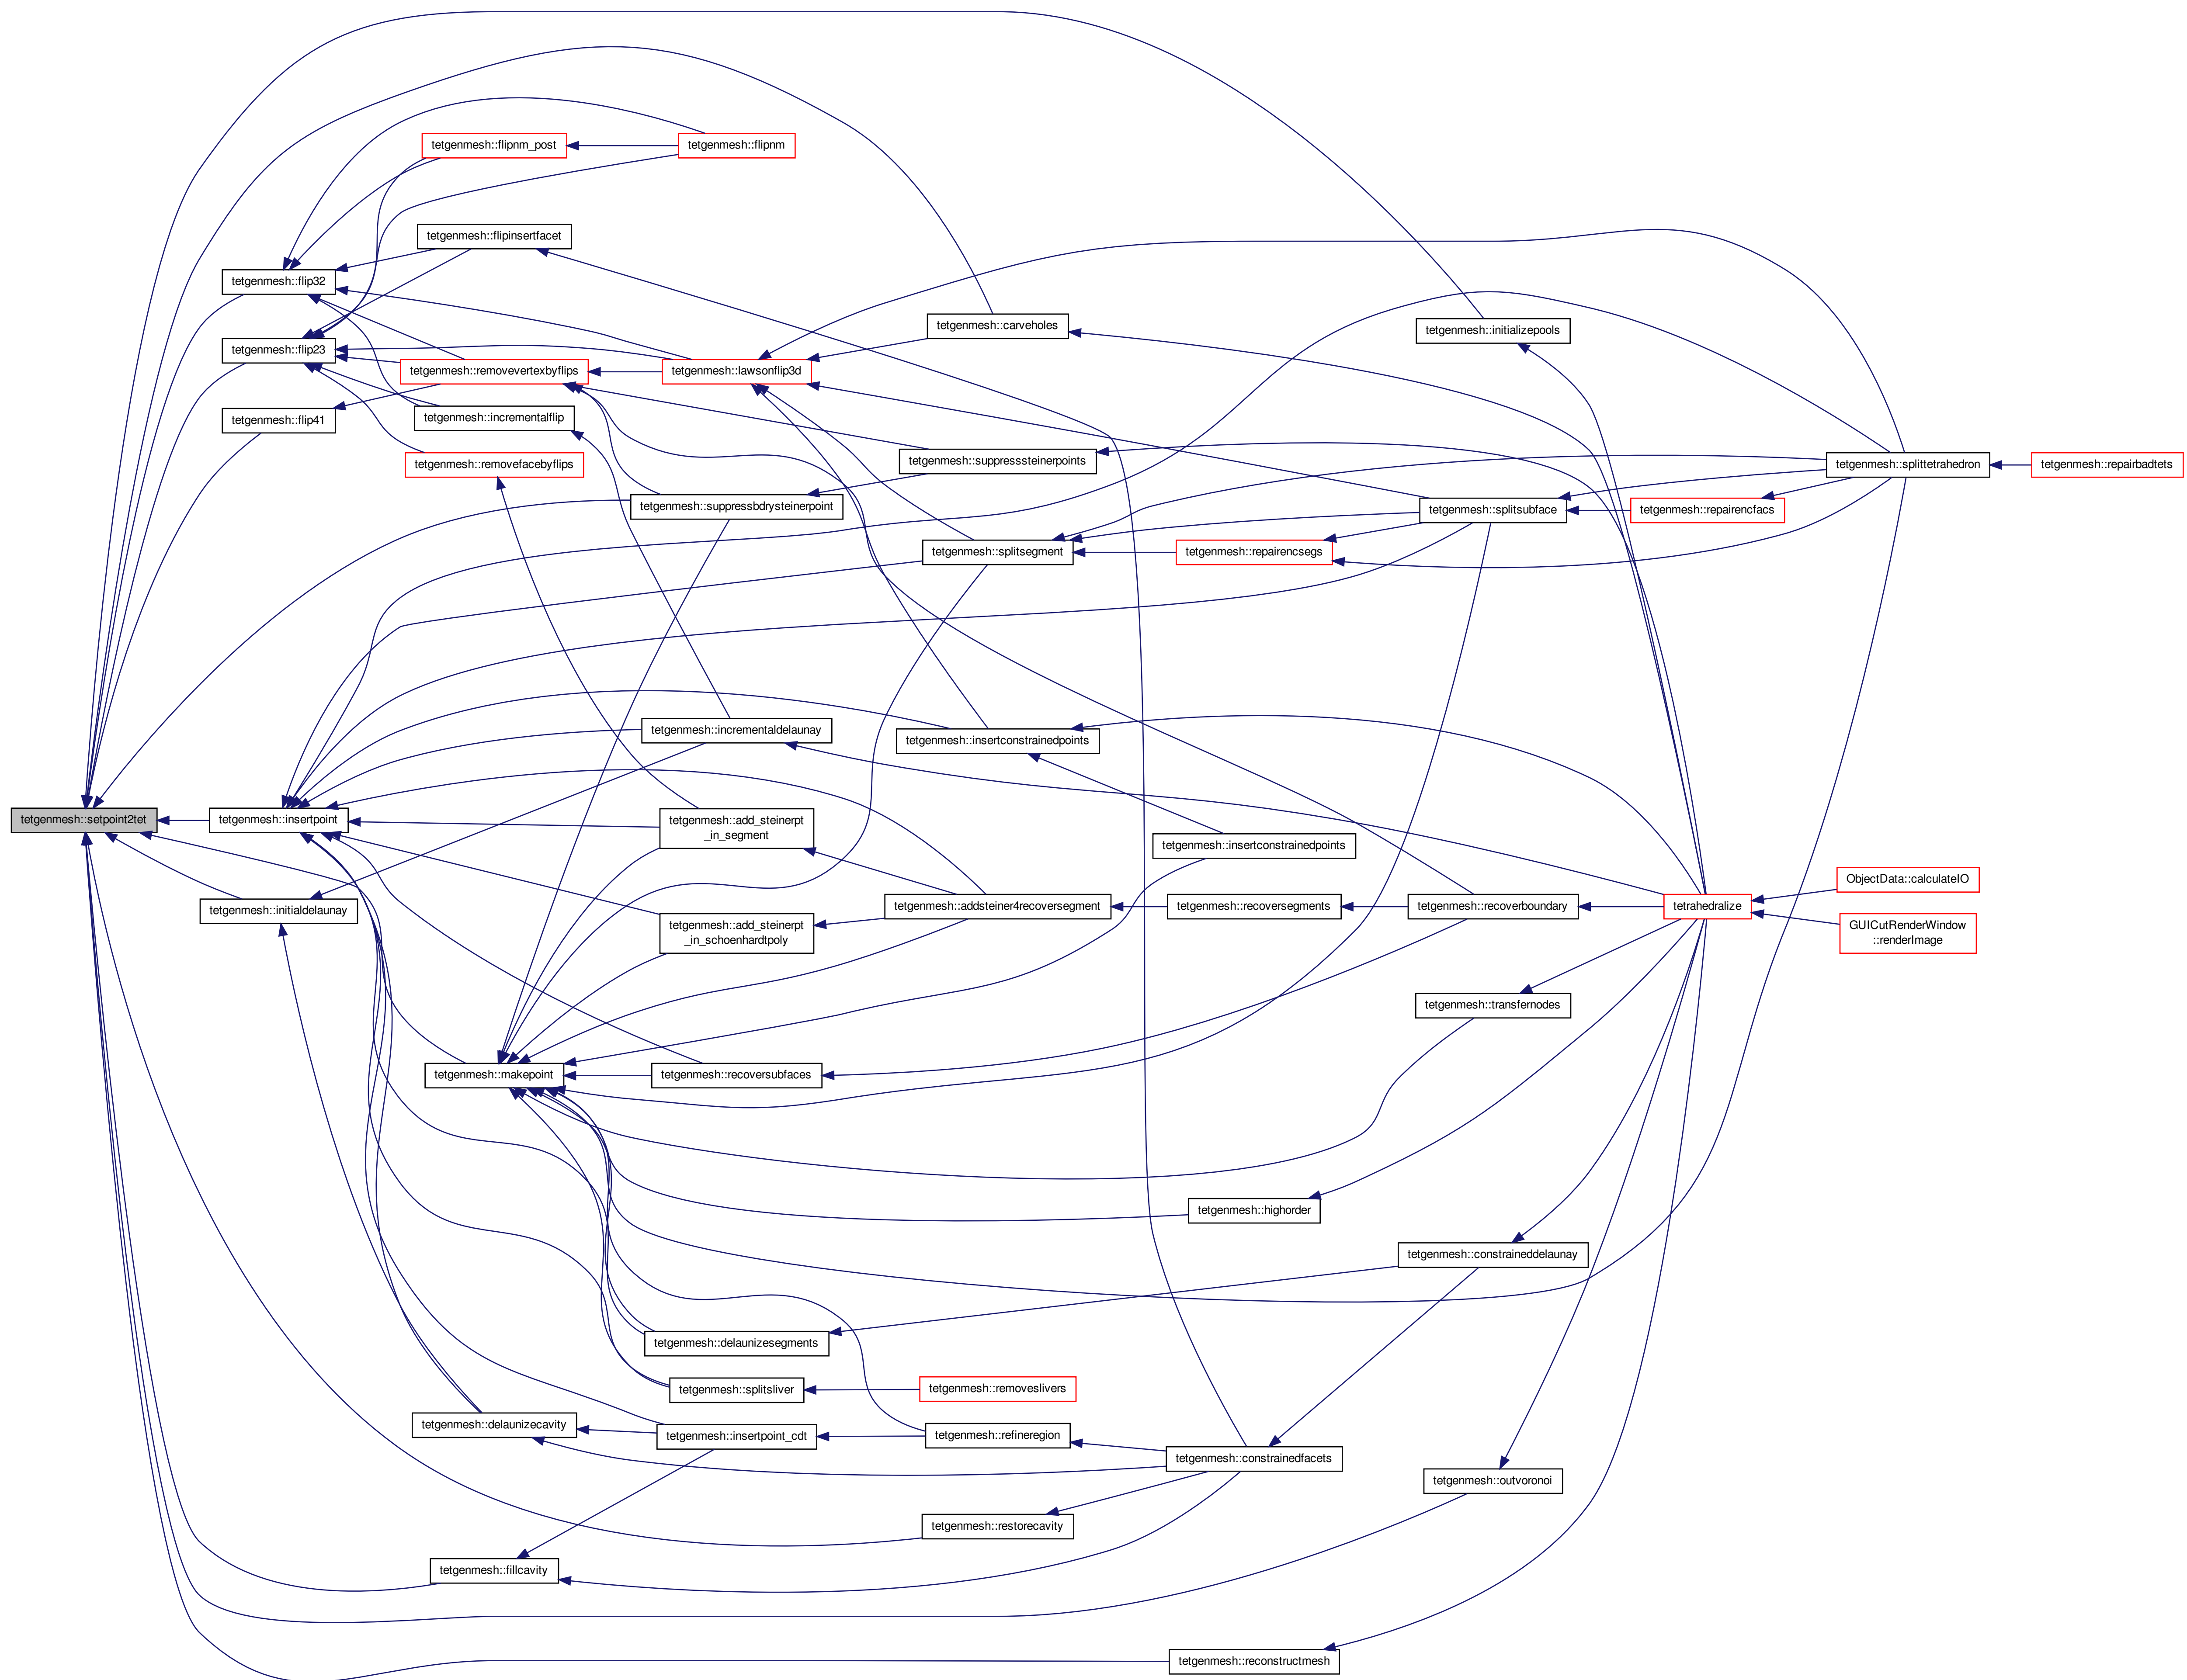 tetgenmesh::flipnm_post
tetgenmesh::flipnm
tetgenmesh::flipinsertfacet
tetgenmesh::flip32
tetgenmesh::carveholes
tetgenmesh::initializepools
tetgenmesh::flip23
tetgenmesh::removevertexbyflips
tetgenmesh::lawsonflip3d
tetgenmesh::flip41
tetgenmesh::incrementalflip
tetgenmesh::removefacebyflips
tetgenmesh::suppresssteinerpoints
tetgenmesh::splittetrahedron
tetgenmesh::repairbadtets
tetgenmesh::suppressbdrysteinerpoint
tetgenmesh::splitsubface
tetgenmesh::repairencfacs
tetgenmesh::splitsegment
tetgenmesh::repairencsegs
tetgenmesh::incrementaldelaunay
tetgenmesh::insertconstrainedpoints
tetgenmesh::setpoint2tet
tetgenmesh::insertpoint
tetgenmesh::add_steinerpt
_in_segment
tetgenmesh::insertconstrainedpoints
ObjectData::calculateIO
tetgenmesh::initialdelaunay
tetgenmesh::addsteiner4recoversegment
tetgenmesh::recoversegments
tetgenmesh::recoverboundary
tetrahedralize
tetgenmesh::add_steinerpt
_in_schoenhardtpoly
GUICutRenderWindow
::renderImage
tetgenmesh::transfernodes
tetgenmesh::makepoint
tetgenmesh::recoversubfaces
tetgenmesh::highorder
tetgenmesh::constraineddelaunay
tetgenmesh::delaunizesegments
tetgenmesh::splitsliver
tetgenmesh::removeslivers
tetgenmesh::delaunizecavity
tetgenmesh::insertpoint_cdt
tetgenmesh::refineregion
tetgenmesh::constrainedfacets
tetgenmesh::outvoronoi
tetgenmesh::restorecavity
tetgenmesh::fillcavity
tetgenmesh::reconstructmesh